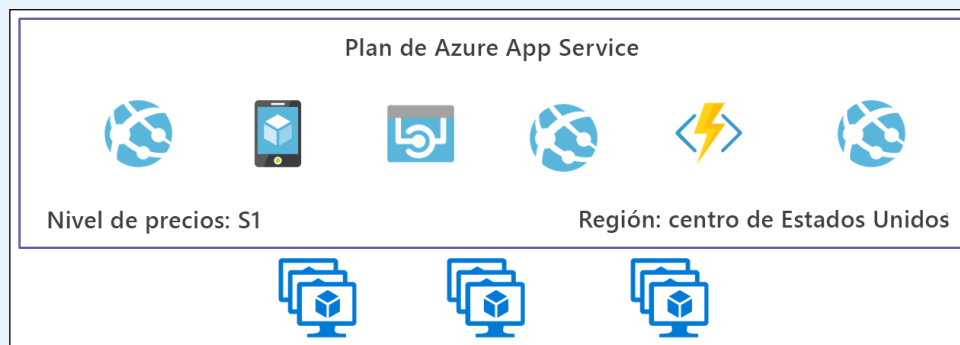 Plan de Azure App Service
Nivel de precios: S1
Región: centro de Estados Unidos